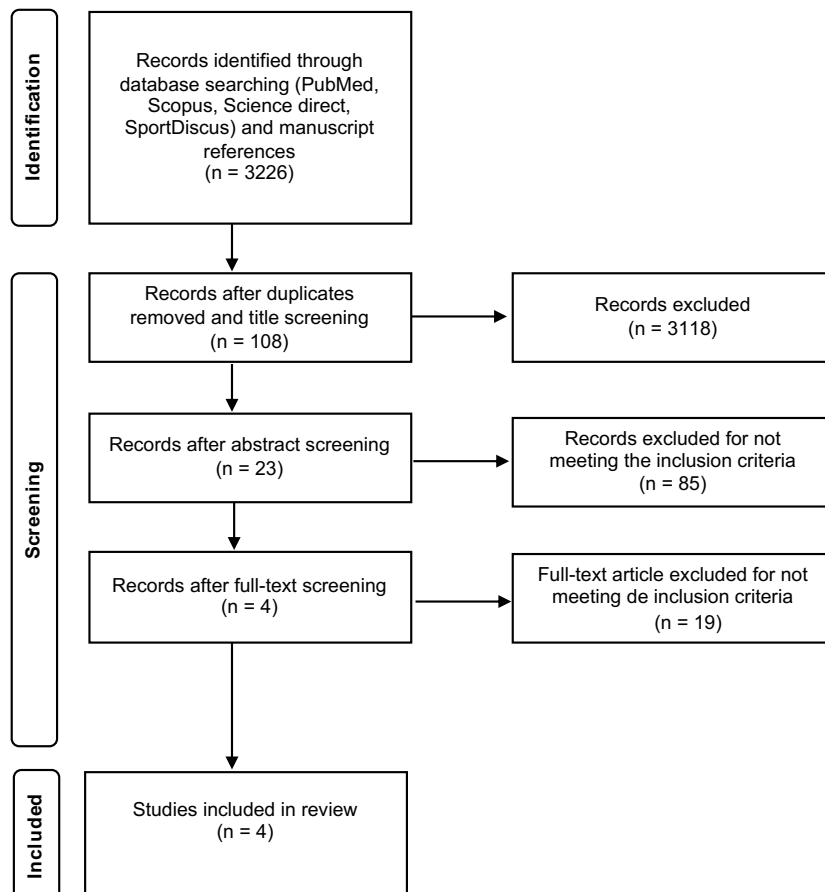 Identification
Records identified through
database searching (PubMed,
Scopus, Science direct,
SportDiscus) and manuscript
references
(n = 3226)
Screening
Records after duplicates
removed and title screening
(n = 108)
Records excluded
(n = 3118)
Records after abstract screening
(n = 23)
Records excluded for not
meeting the inclusion criteria
(n = 85)
Records after full-text screening
(n = 4)
Full-text article excluded for not
meeting de inclusion criteria
(n = 19)
Included
Studies included in review
(n = 4)